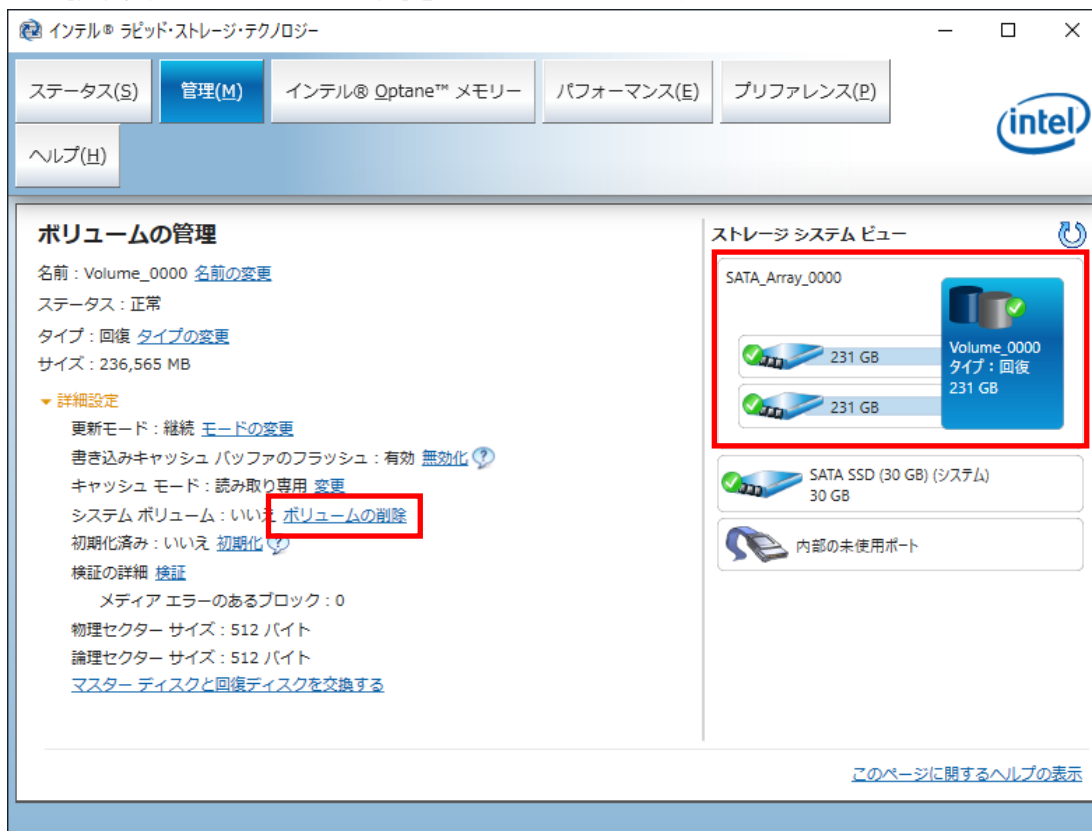 インテル® ラピッド・ストレージ・テクノロジー
ステータス(S)
管理(M)
インテル® Optane™ メモリー
パフォーマンス(E)
プリファレンス(P)
ヘルプ(H)
intel
ボリュームの管理
名前：Volume_0000 名前の変更
ステータス：正常
タイプ：回復 タイプの変更
サイズ：236,565 MB
詳細設定
更新モード：継続 モードの変更
書き込みキャッシュ バッファのフラッシュ：有効 無効化
キャッシュ モード：読み取り専用 変更
システム ボリューム：いいえ ボリュームの削除
初期化済み：いいえ 初期化
検証の詳細 検証
メディア エラーのあるブロック：0
物理セクター サイズ：512 バイト
論理セクター サイズ：512 バイト
マスター ディスクと回復ディスクを交換する
ストレージ システム ビュー
SATA_Array_0000
231 GB
231 GB
Volume_0000
タイプ：回復
231 GB
SATA SSD (30 GB) (システム)
30 GB
内部の未使用ポート
このページに関するヘルプの表示